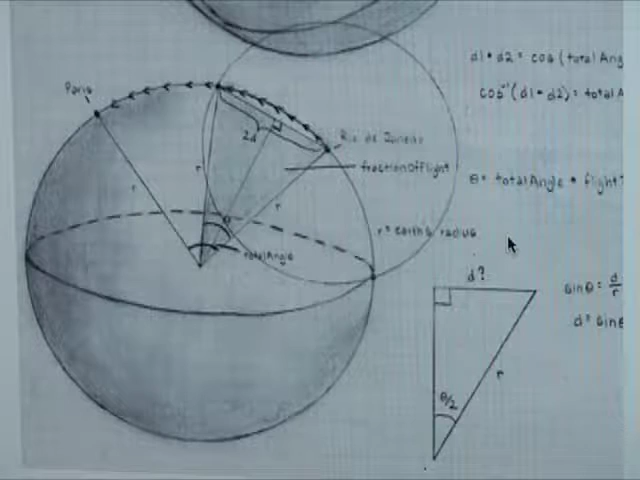 Paris
d1 • d2 = cos (total Ang
cos⁻¹ (d1 • d2) = total A
2d
Rio de Janeiro
fractionOfFlight
r
r
r
θ = totalAngle * flight
θ
r = earth's radius
totalAngle
d?
sinθ = d/r
d = sinθ
r
θ/2